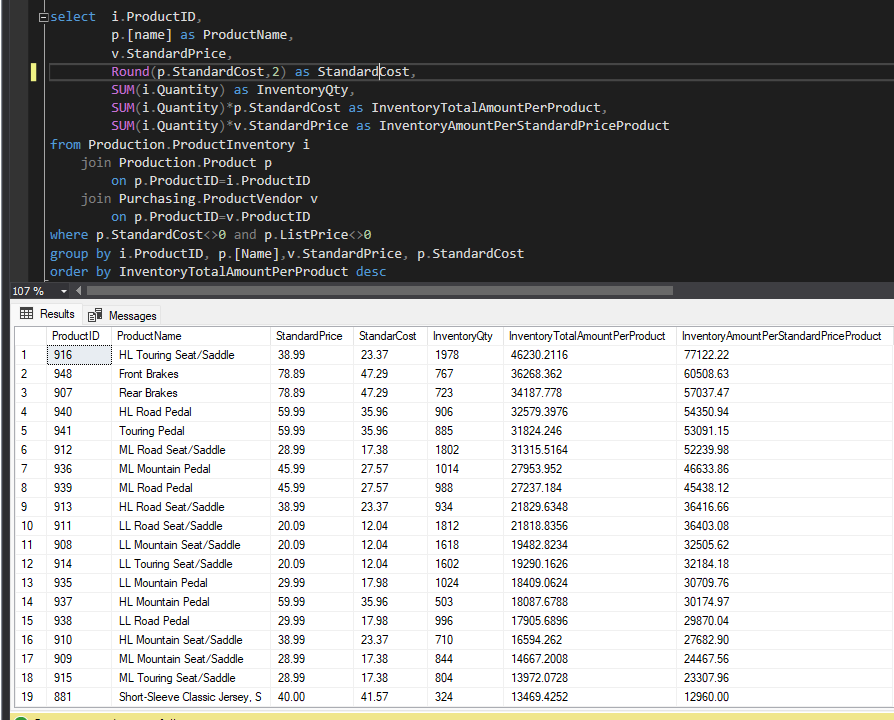 select i.ProductID,
p.[name] as ProductName,
v.StandardPrice,
Round(p.StandardCost,2) as StandardCost,
SUM(i.Quantity) as InventoryQty,
SUM(i.Quantity)*p.StandardCost as InventoryTotalAmountPerProduct,
SUM(i.Quantity)*v.StandardPrice as InventoryAmountPerStandardPriceProduct
from Production.ProductInventory i
join Production.Product p
on p.ProductID=i.ProductID
join Purchasing.ProductVendor v
on p.ProductID=v.ProductID
where p.StandardCost<>0 and p.ListPrice<>0
group by i.ProductID, p.[Name],v.StandardPrice, p.StandardCost
order by InventoryTotalAmountPerProduct desc
107 %
Results Messages
ProductID ProductName StandarPrice StandarCost InventoryQty InventoryTotalAmountPerProduct InventoryAmountPerStandardPriceProduct
1 916 HL Touring Seat/Saddle 38.99 23.37 1978 46230.2116 77122.22
2 948 Front Brakes 78.89 47.29 767 36268.362 60508.63
3 907 Rear Brakes 78.89 47.29 723 34187.778 57037.47
4 940 HL Road Pedal 59.99 35.96 906 32579.3976 54350.94
5 941 Touring Pedal 59.99 35.96 885 31824.246 53091.15
6 912 ML Road Seat/Saddle 28.99 17.38 1802 31315.5164 52239.98
7 936 ML Mountain Pedal 45.99 27.57 1014 27953.952 46633.86
8 939 ML Road Pedal 45.99 27.57 988 27237.184 45438.12
9 913 HL Road Seat/Saddle 38.99 23.37 934 21829.6348 36416.66
10 911 LL Road Seat/Saddle 20.09 12.04 1812 21818.8356 36403.08
11 908 LL Mountain Seat/Saddle 20.09 12.04 1618 19482.8234 32505.62
12 914 LL Touring Seat/Saddle 20.09 12.04 1602 19290.1626 32184.18
13 935 LL Mountain Pedal 29.99 17.98 1024 18409.0624 30709.76
14 937 HL Mountain Pedal 59.99 35.96 503 18087.6788 30174.97
15 938 LL Road Pedal 29.99 17.98 996 17905.6896 29870.04
16 910 HL Mountain Seat/Saddle 38.99 23.37 710 16594.262 27682.90
17 909 ML Mountain Seat/Saddle 28.99 17.38 844 14667.2008 24467.56
18 915 ML Touring Seat/Saddle 28.99 17.38 804 13972.0728 23307.96
19 881 Short-Sleeve Classic Jersey, S 40.00 41.57 324 13469.4252 12960.00